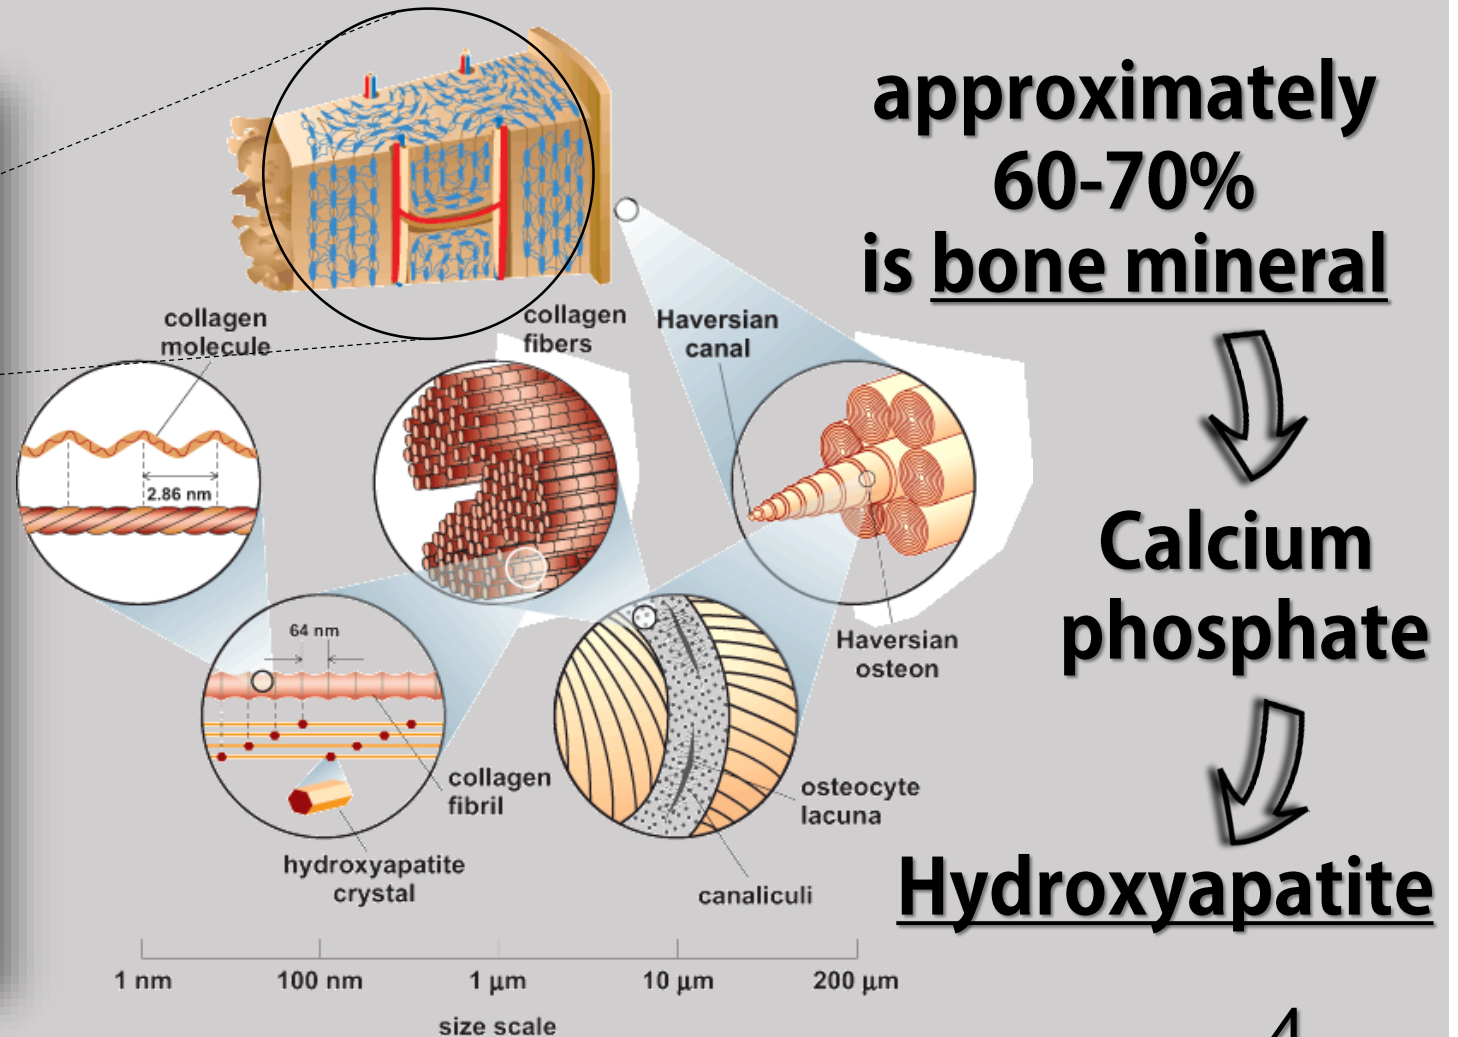 approximately
60-70%
is bone mineral
Calcium
phosphate
Hydroxyapatite
collagen
molecule
collagen
fibers
Haversian
canal
2.86 nm
64 nm
Haversian
osteon
collagen
fibril
osteocyte
lacuna
hydroxyapatite
crystal
canaliculi
1 nm
100 nm
1 µm
10 µm
200 µm
size scale
4